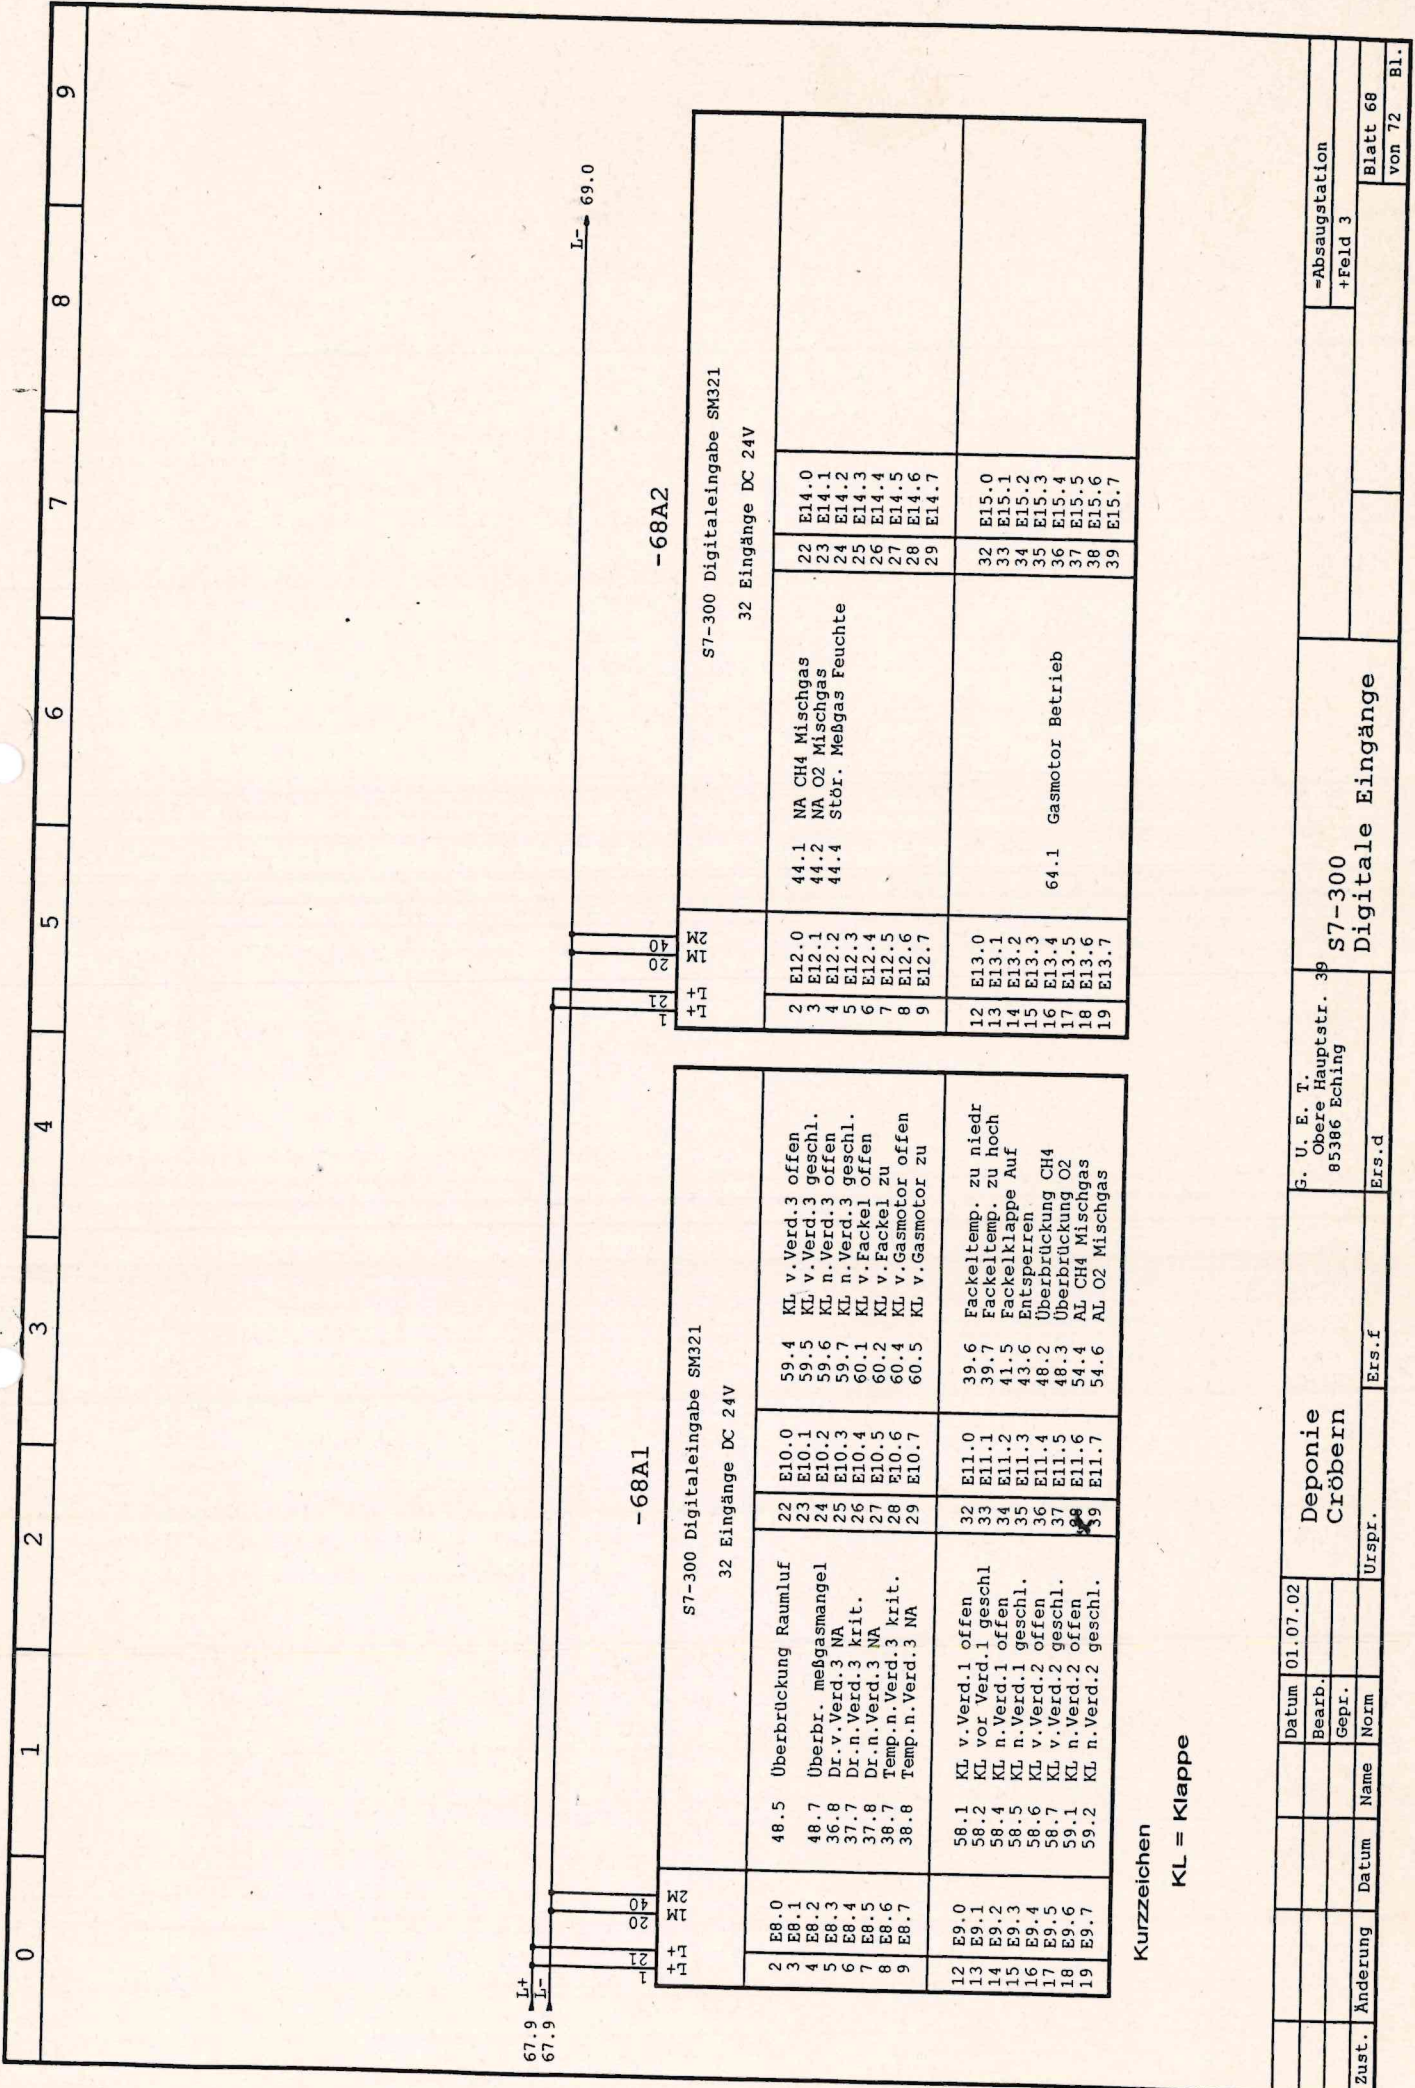 0 1 2 3 4 5 6 7 8 9
67.9 L+
67.9 L-
L- 69.0
-68A1
1 21 20 40
L+ L+ 1M 2M
S7-300 Digitaleingabe SM321
32 Eingänge DC 24V
2 E8.0 48.5 Überbrückung Raumluf 22 E10.0 59.4 KL v.Verd.3 offen
3 E8.1 23 E10.1 59.5 KL v.Verd.3 geschl.
4 E8.2 48.7 Überbr. meßgasmangel 24 E10.2 59.6 KL n.Verd.3 offen
5 E8.3 36.8 Dr.v.Verd.3 NA 25 E10.3 59.7 KL n.Verd.3 geschl.
6 E8.4 37.7 Dr.n.Verd.3 krit. 26 E10.4 60.1 KL v.Fackel offen
7 E8.5 37.8 Dr.n.Verd.3 NA 27 E10.5 60.2 KL v.Fackel zu
8 E8.6 38.7 Temp.n.Verd.3 krit. 28 E10.6 60.4 KL v.Gasmotor offen
9 E8.7 38.8 Temp.n.Verd.3 NA 29 E10.7 60.5 KL v.Gasmotor zu
12 E9.0 58.1 KL v.Verd.1 offen 32 E11.0 39.6 Fackeltemp. zu niedr
13 E9.1 58.2 KL vor Verd.1 geschl 33 E11.1 39.7 Fackeltemp. zu hoch
14 E9.2 58.4 KL n.Verd.1 offen 34 E11.2 41.5 Fackelklappe Auf
15 E9.3 58.5 KL n.Verd.1 geschl. 35 E11.3 43.6 Entsperren
16 E9.4 58.6 KL v.Verd.2 offen 36 E11.4 48.2 Überbrückung CH4
17 E9.5 58.7 KL v.Verd.2 geschl. 37 E11.5 48.3 Überbrückung O2
18 E9.6 59.1 KL n.Verd.2 offen E11.6 54.4 AL CH4 Mischgas
19 E9.7 59.2 KL n.Verd.2 geschl. 39 E11.7 54.6 AL O2 Mischgas
-68A2
1 21 20 40
L+ L+ 1M 2M
S7-300 Digitaleingabe SM321
32 Eingänge DC 24V
2 E12.0 44.1 NA CH4 Mischgas 22 E14.0
3 E12.1 44.2 NA O2 Mischgas 23 E14.1
4 E12.2 44.4 Stör. Meßgas Feuchte 24 E14.2
5 E12.3 25 E14.3
6 E12.4 26 E14.4
7 E12.5 27 E14.5
8 E12.6 28 E14.6
9 E12.7 29 E14.7
12 E13.0 32 E15.0
13 E13.1 33 E15.1
14 E13.2 34 E15.2
15 E13.3 35 E15.3
16 E13.4 64.1 Gasmotor Betrieb 36 E15.4
17 E13.5 37 E15.5
18 E13.6 38 E15.6
19 E13.7 39 E15.7
Kurzzeichen
KL = Klappe
Zust. Änderung Datum Name
Datum 01.07.02
Bearb.
Gepr.
Norm
Deponie
Cröbern
Urspr. Ers.f Ers.d
G. U. E. T.
Obere Hauptstr. 39
85386 Eching
S7-300
Digitale Eingänge
=Absaugstation
+Feld 3
Blatt 68
von 72 Bl.